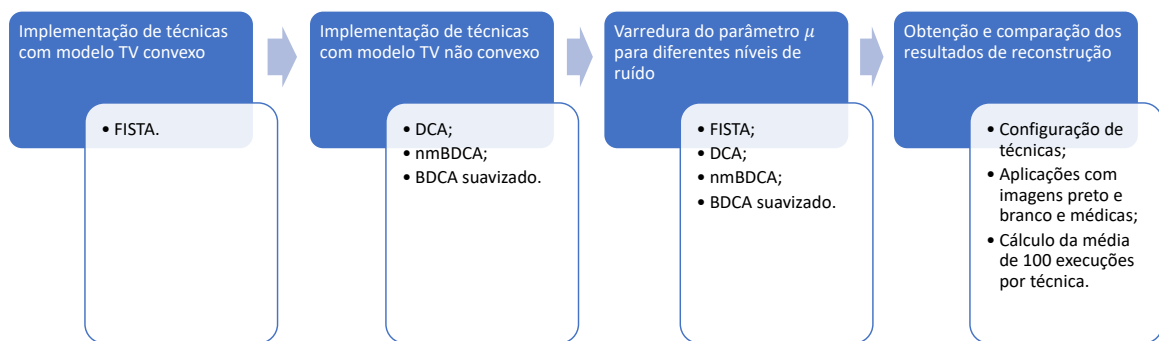 Implementação de técnicas
com modelo TV convexo
• FISTA.
Implementação de técnicas
com modelo TV não convexo
• DCA;
• nmBDCA;
• BDCA suavizado.
Varredura do parâmetro μ
para diferentes níveis de
ruído
• FISTA;
• DCA;
• nmBDCA;
• BDCA suavizado.
Obtenção e comparação dos
resultados de reconstrução
• Configuração de
técnicas;
• Aplicações com
imagens preto e
branco e médicas;
• Cálculo da média
de 100 execuções
por técnica.